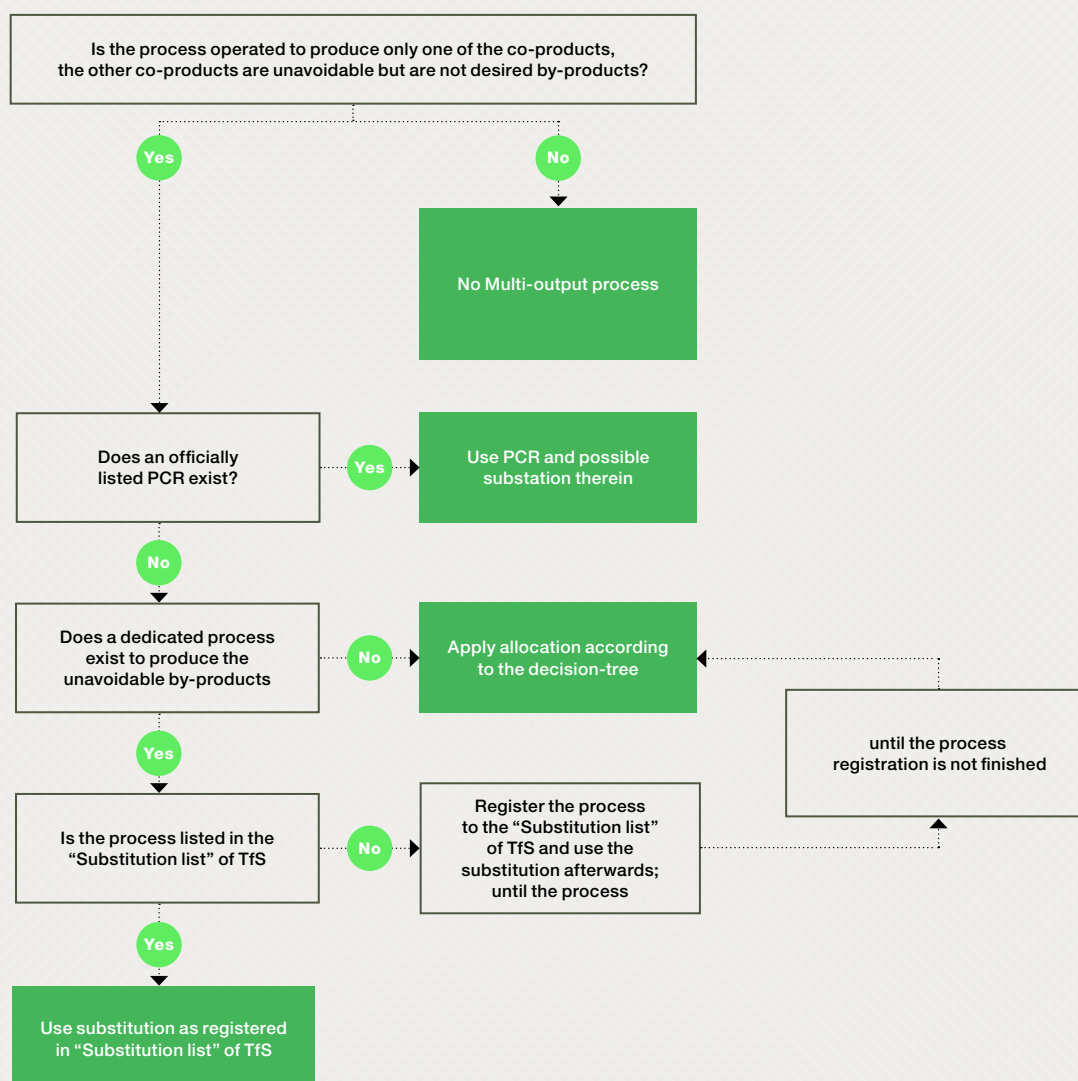 Is the process operated to produce only one of the co-products,
the other co-products are unavoidable but are not desired by-products?
Yes
No
No Multi-output process
Does an officially
listed PCR exist?
Yes
Use PCR and possible
substation therein
No
Does a dedicated process
exist to produce the
unavoidable by-products
No
Apply allocation according
to the decision-tree
until the process
registration is not finished
Yes
Is the process listed in the
“Substitution list” of TfS
No
Register the process
to the “Substitution list”
of TfS and use the
substitution afterwards;
until the process
Yes
Use substitution as registered
in “Substitution list” of TfS